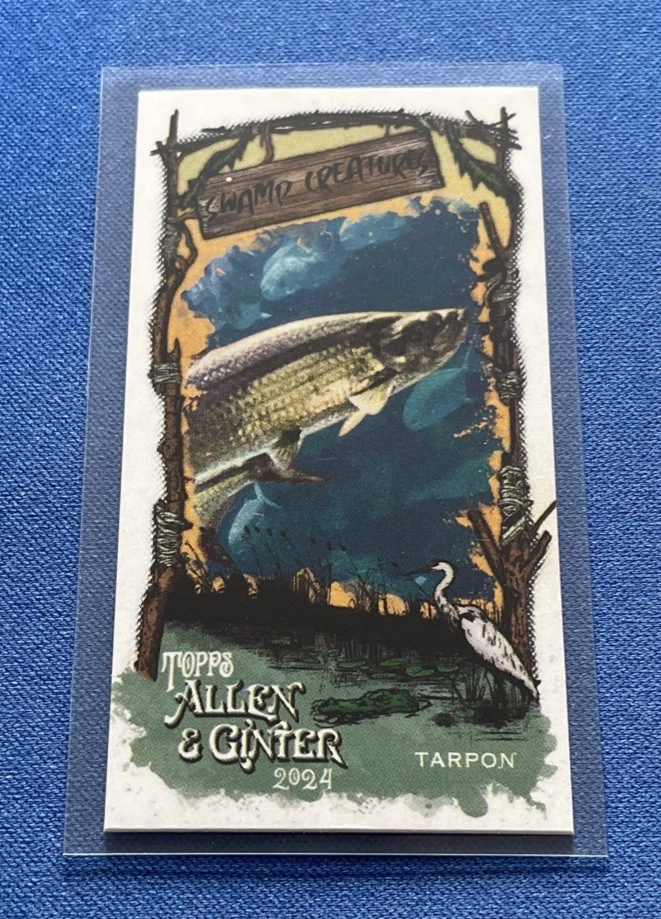 SWAMP CREATURES
TOPPS
ALLEN
& GINTER
2024
TARPON